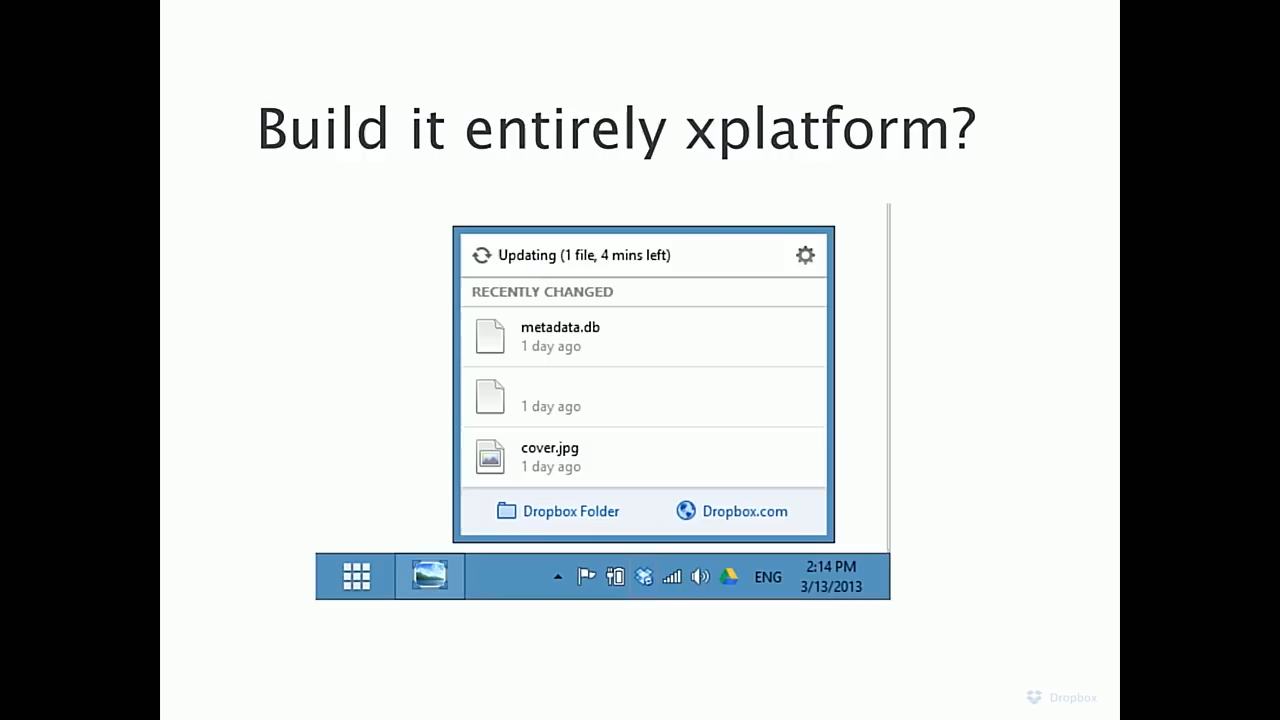 Build it entirely xplatform?
Updating (1 file, 4 mins left)
RECENTLY CHANGED
metadata.db
1 day ago
1 day ago
cover.jpg
1 day ago
Dropbox Folder Dropbox.com
ENG 2:14 PM
3/13/2013
Dropbox